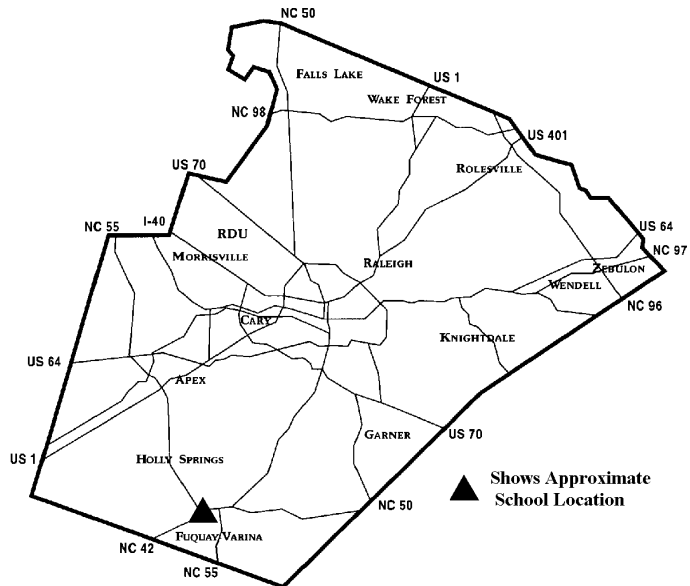 NC 50
FALLS LAKE
US 1
WAKE FOREST
NC 98
US 401
US 70
ROLESVILLE
NC 55
I-40
RDU
US 64
MORRISVILLE
NC 97
RALEIGH
ZEBULON
WENDELL
CARY
NC 96
KNIGHTDALE
US 64
APEX
GARNER
US 70
US 1
HOLLY SPRINGS
Shows Approximate
School Location
NC 50
FUQUAY VARINA
NC 42
NC 55